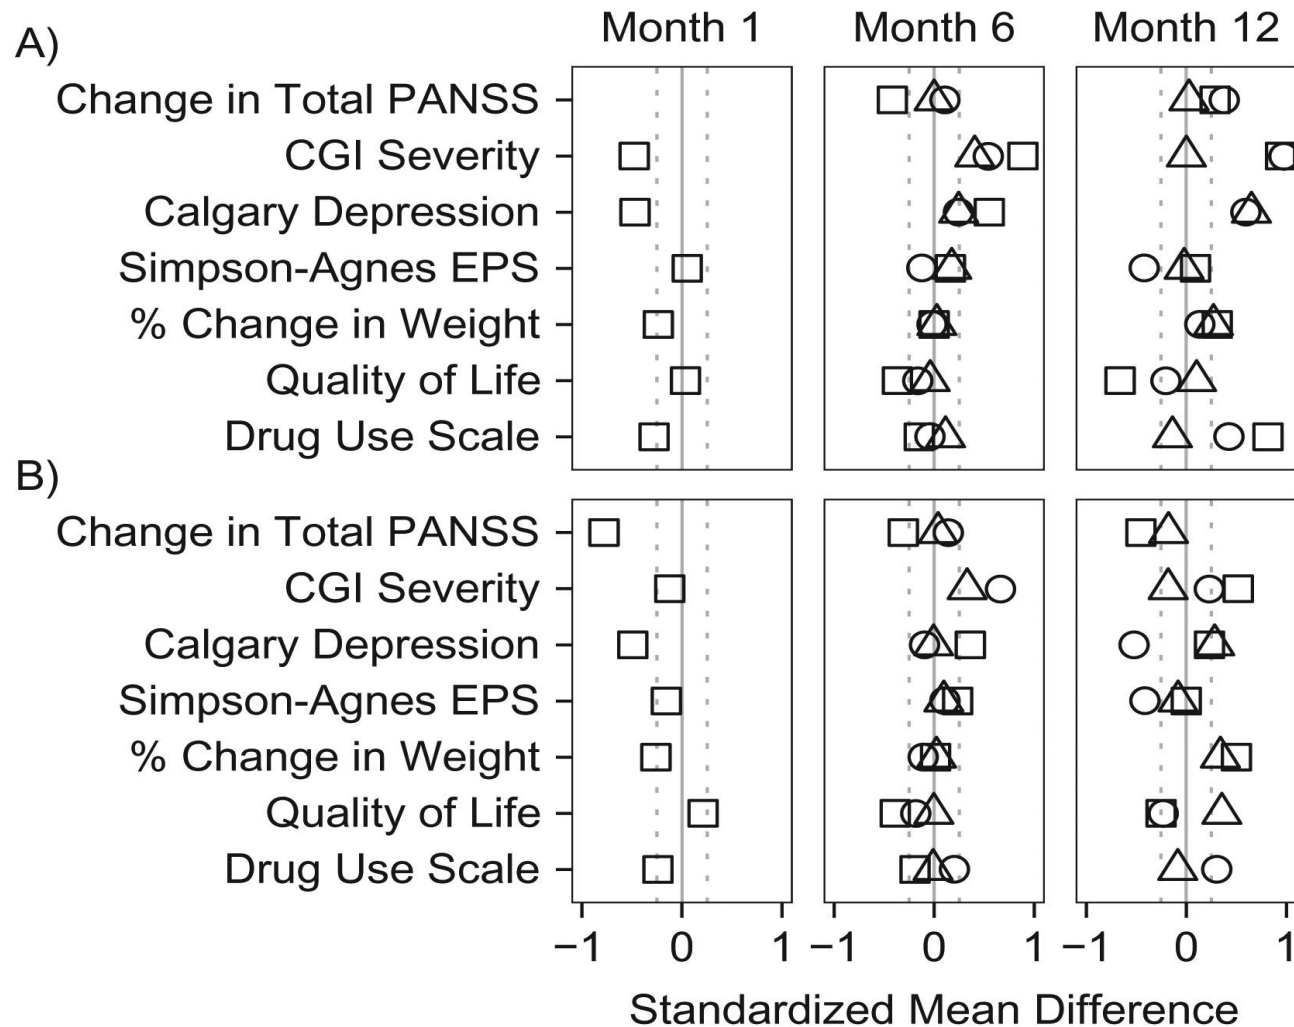 A)
Month 1 Month 6 Month 12
Change in Total PANSS
CGI Severity
Calgary Depression
Simpson-Agnes EPS
% Change in Weight
Quality of Life
Drug Use Scale
B)
Change in Total PANSS
CGI Severity
Calgary Depression
Simpson-Agnes EPS
% Change in Weight
Quality of Life
Drug Use Scale
−1 0 1 −1 0 1 −1 0 1
Standardized Mean Difference